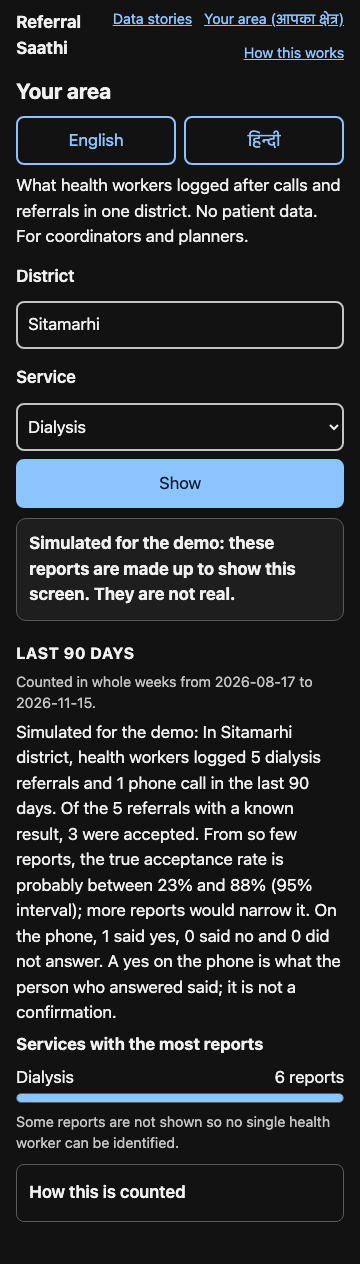 Referral Saathi
Data stories
Your area (आपका क्षेत्र)
How this works
Your area
English
हिन्दी
What health workers logged after calls and
referrals in one district. No patient data.
For coordinators and planners.
District
Sitamarhi
Service
Dialysis
Show
Simulated for the demo: these
reports are made up to show this
screen. They are not real.
LAST 90 DAYS
Counted in whole weeks from 2026-08-17 to
2026-11-15.
Simulated for the demo: In Sitamarhi
district, health workers logged 5 dialysis
referrals and 1 phone call in the last 90
days. Of the 5 referrals with a known
result, 3 were accepted. From so few
reports, the true acceptance rate is
probably between 23% and 88% (95%
interval); more reports would narrow it. On
the phone, 1 said yes, 0 said no and 0 did
not answer. A yes on the phone is what the
person who answered said; it is not a
confirmation.
Services with the most reports
Dialysis 6 reports
Some reports are not shown so no single health
worker can be identified.
How this is counted